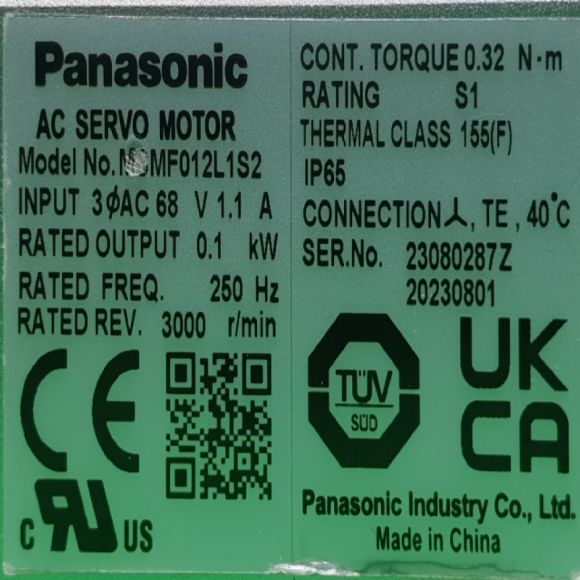 Panasonic
AC SERVO MOTOR
Model No.
INPUT 3φAC 68 V 1.1 A
RATED OUTPUT 0.1 kW
RATED FREQ. 250 Hz
RATED REV. 3000 r/min
CE
C RU US
CONT. TORQUE 0.32 N·m
RATING S1
THERMAL CLASS 155(F)
IP65
CONNECTION⅄, TE, 40°C
SER.No. 23080287Z
20230801
TÜV
SÜD
UK
CA
Panasonic Industry Co., Ltd.
Made in China